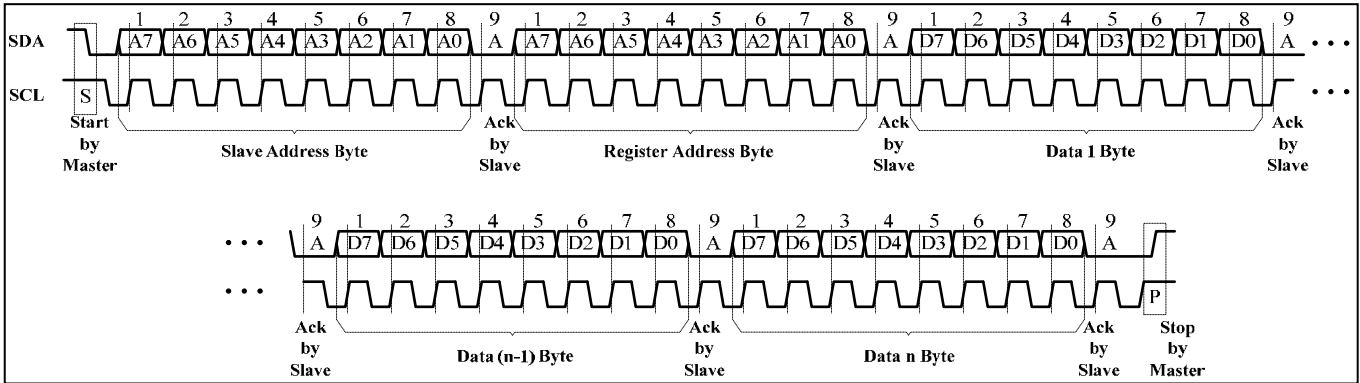 1 2 3 4 5 6 7 8 9 1 2 3 4 5 6 7 8 9 1 2 3 4 5 6 7 8 9
SDA A7 A6 A5 A4 A3 A2 A1 A0 A A7 A6 A5 A4 A3 A2 A1 A0 A D7 D6 D5 D4 D3 D2 D1 D0 A • • •
SCL S • • •
Start by Master
Slave Address Byte
Ack by Slave
Register Address Byte
Ack by Slave
Data 1 Byte
Ack by Slave
9 1 2 3 4 5 6 7 8 9 1 2 3 4 5 6 7 8 9
• • • A D7 D6 D5 D4 D3 D2 D1 D0 A D7 D6 D5 D4 D3 D2 D1 D0 A
• • • P
Ack by Slave
Data (n-1) Byte
Ack by Slave
Data n Byte
Ack by Slave
Stop by Master